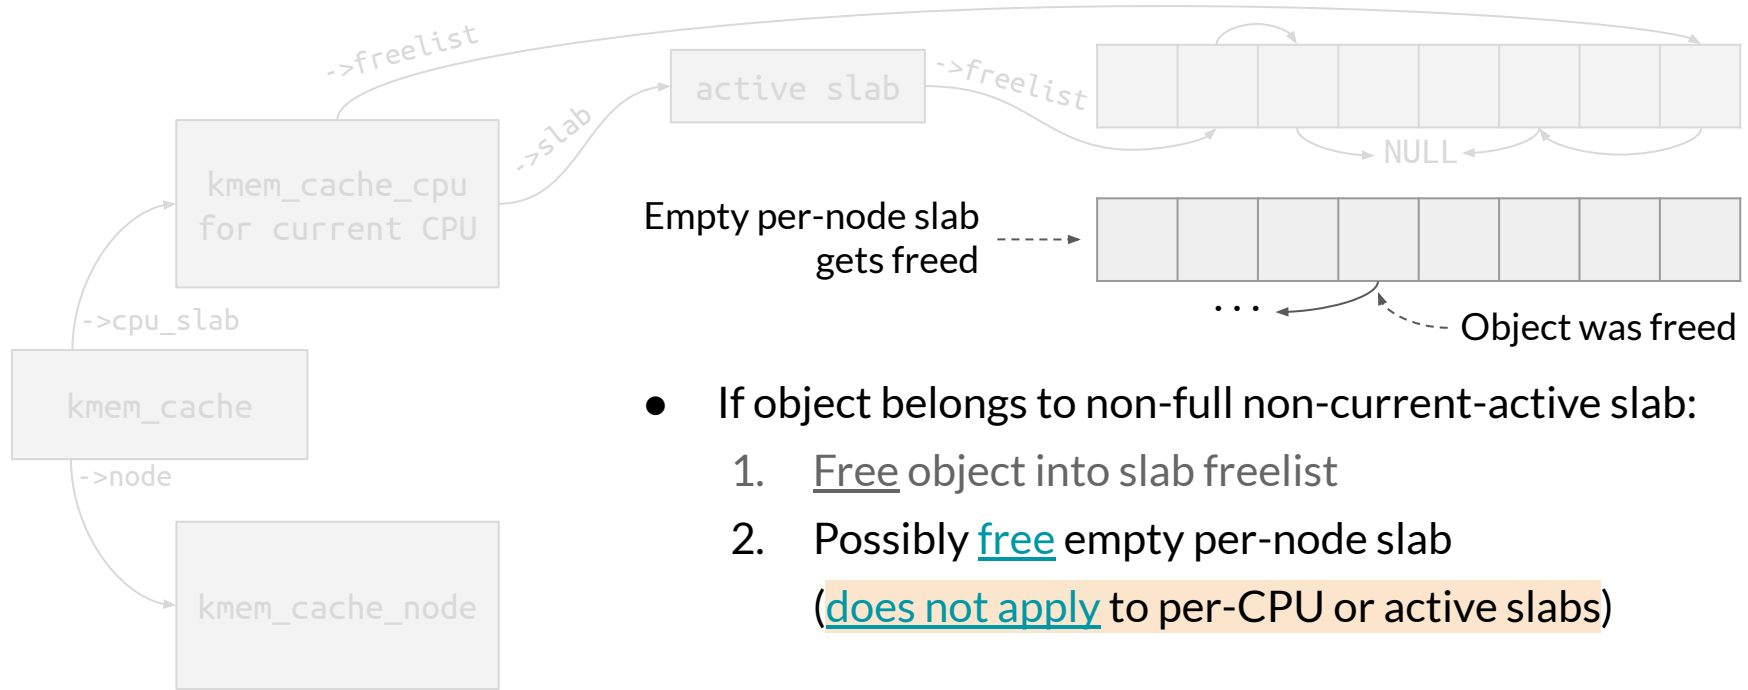 ->freelist
->slab
active slab
->freelist
NULL
kmem_cache_cpu
for current CPU
Empty per-node slab
gets freed
...
Object was freed
->cpu_slab
kmem_cache
->node
kmem_cache_node
● If object belongs to non-full non-current-active slab:
1. Free object into slab freelist
2. Possibly free empty per-node slab
(does not apply to per-CPU or active slabs)